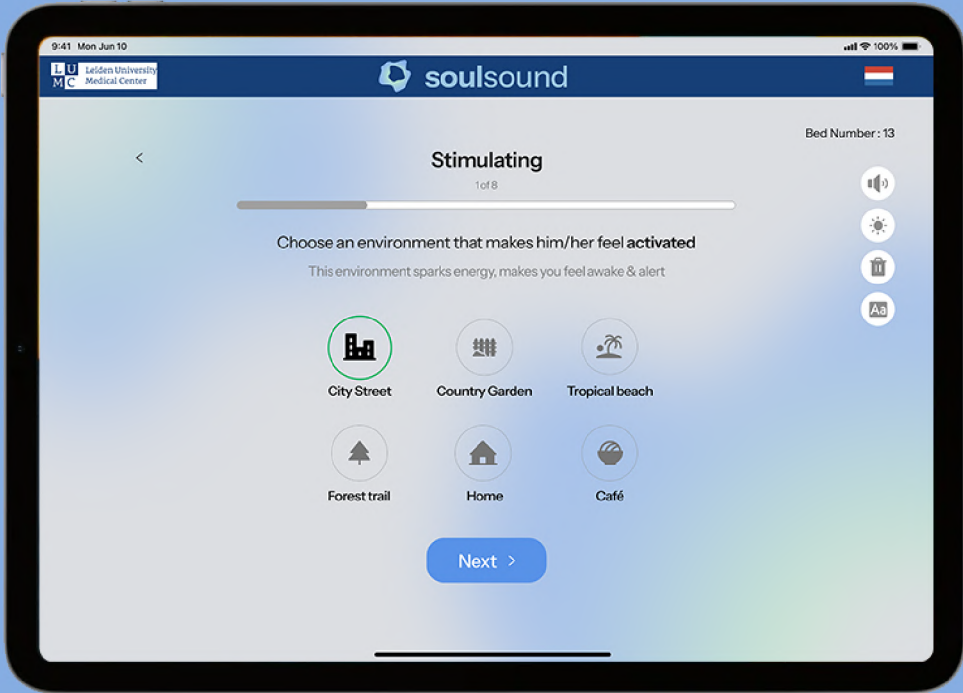 9:41 Mon Jun 10
100%
L U
M C
Leiden University
Medical Center
soulsound
Bed Number : 13
<
Stimulating
1 of 8
Choose an environment that makes him/her feel activated
This environment sparks energy, makes you feel awake & alert
Aa
City Street
Country Garden
Tropical beach
Forest trail
Home
Café
Next >